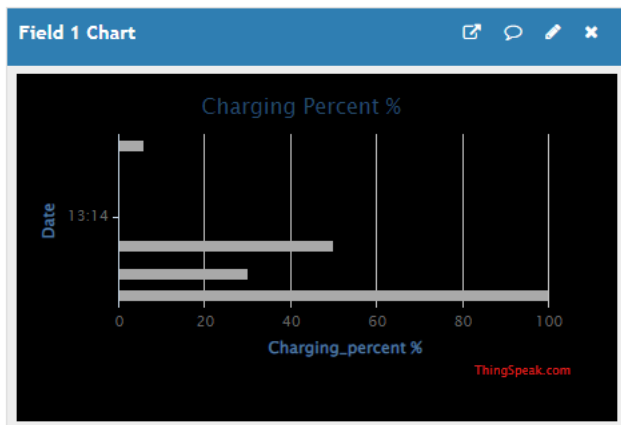 Field 1 Chart
Charging Percent %
Date
13:14
0 20 40 60 80 100
Charging_percent %
ThingSpeak.com